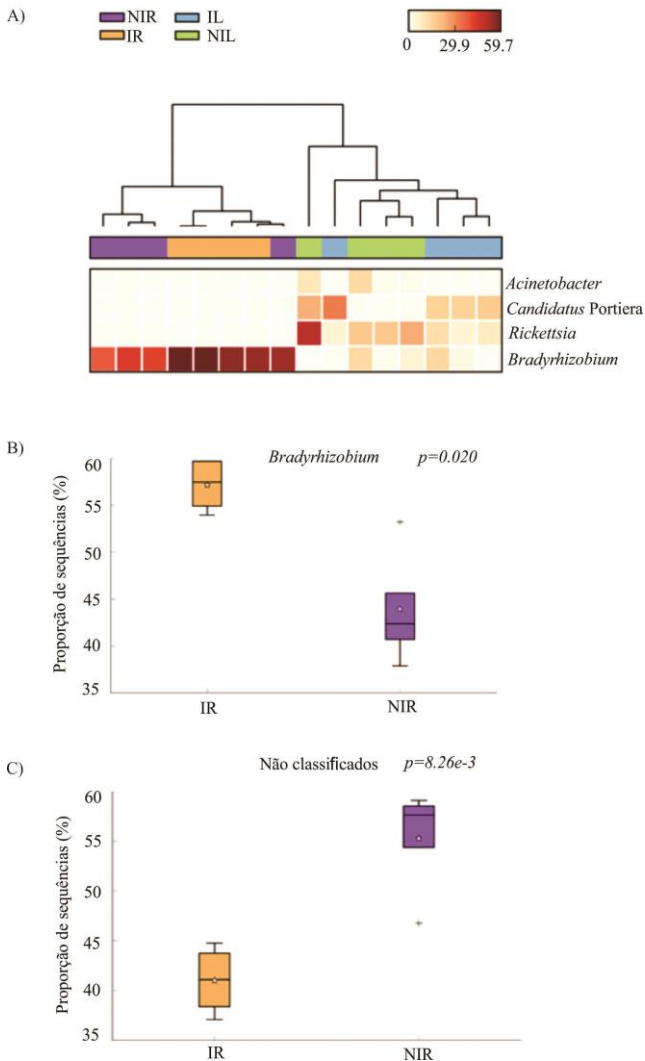 A)
NIR
IL
IR
NIL
0 29.9 59.7
Acinetobacter
Candidatus Portiera
Rickettsia
Bradyrhizobium
B)
Bradyrhizobium p=0.020
Proporção de sequências (%)
60
55
50
45
40
35
IR NIR
C)
Não classificados p=8.26e-3
Proporção de sequências (%)
60
55
50
45
40
35
IR NIR